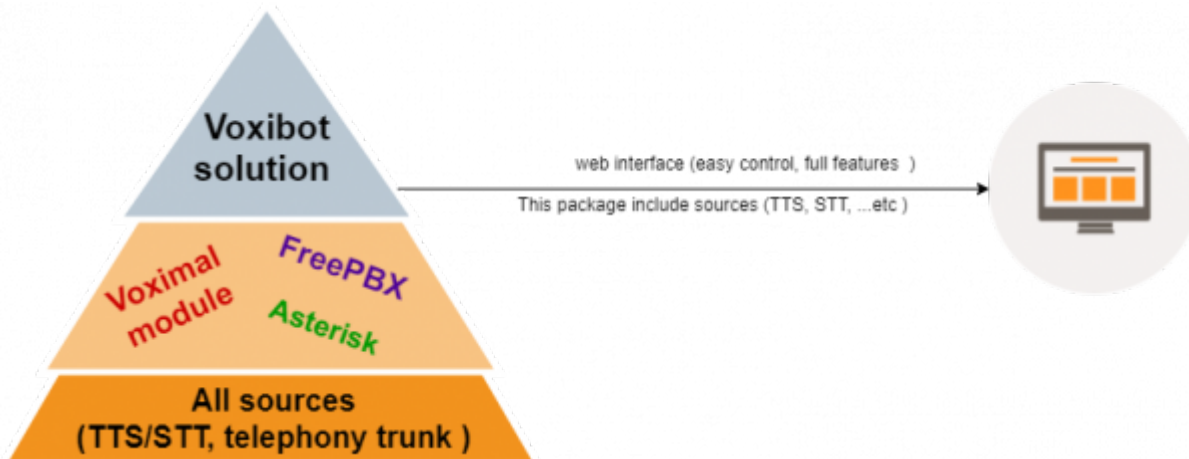 Voxibot
solution
web interface (easy control, full features  )
This package include sources (TTS, STT, ...etc )
Voximal
module
FreePBX
Asterisk
All sources
(TTS/STT, telephony trunk )